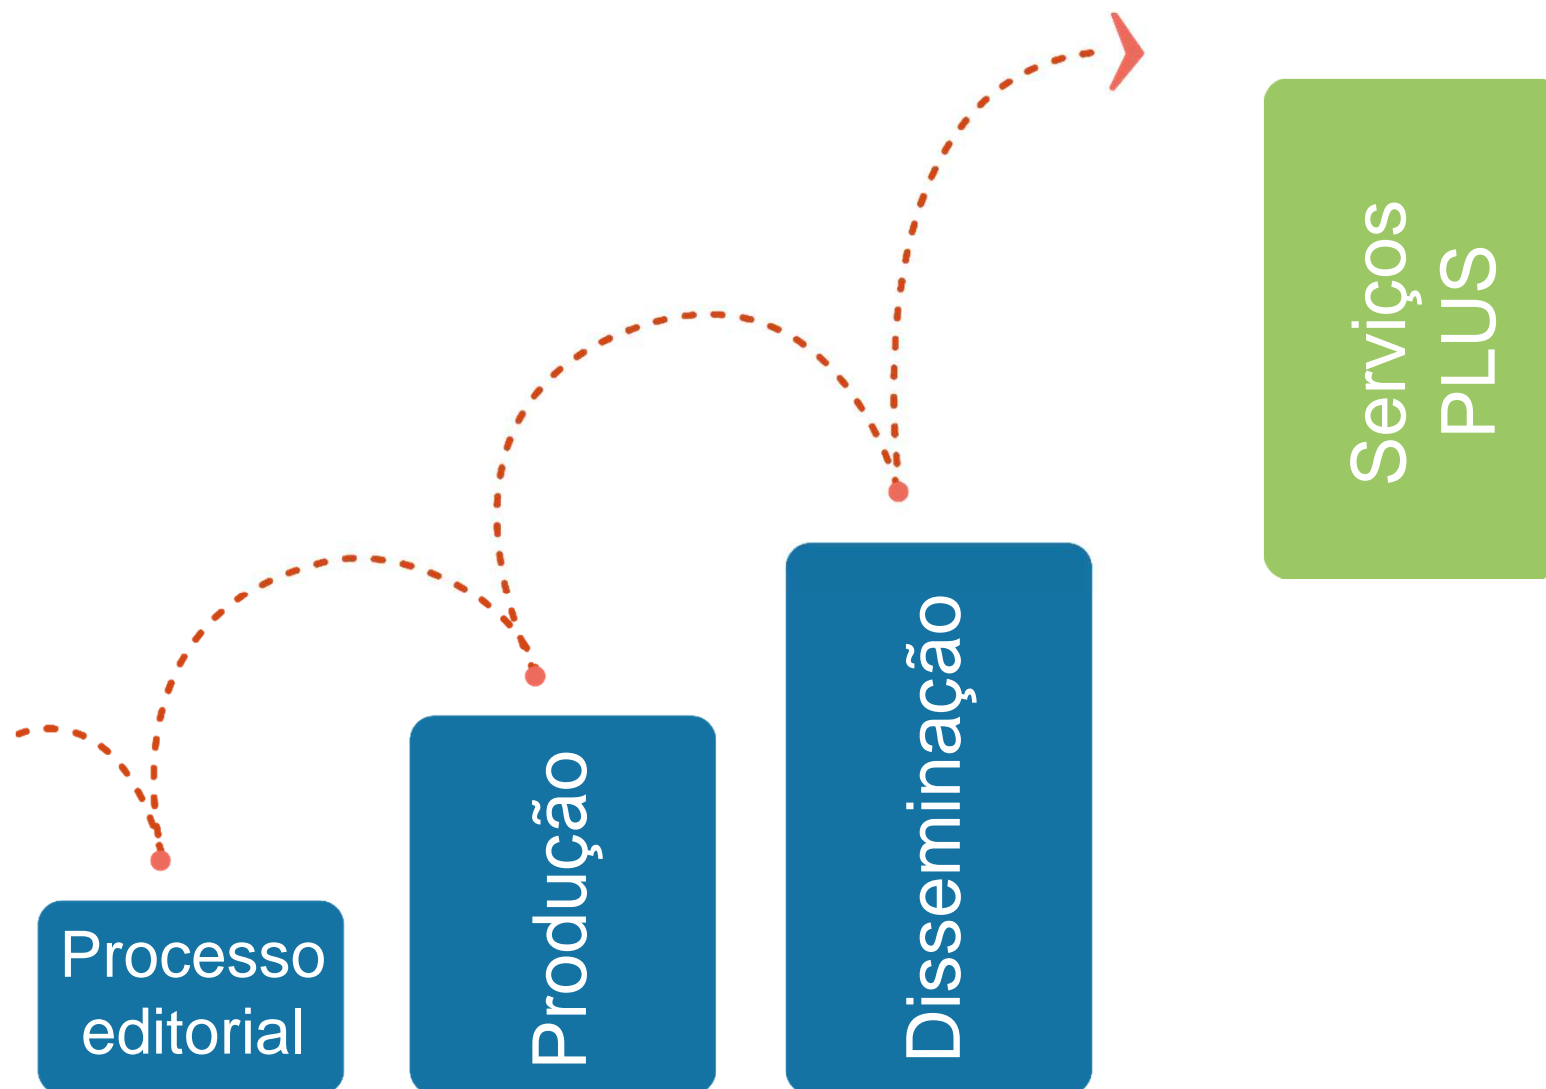 Processo
editorial
Produção
Disseminação
Serviços
PLUS